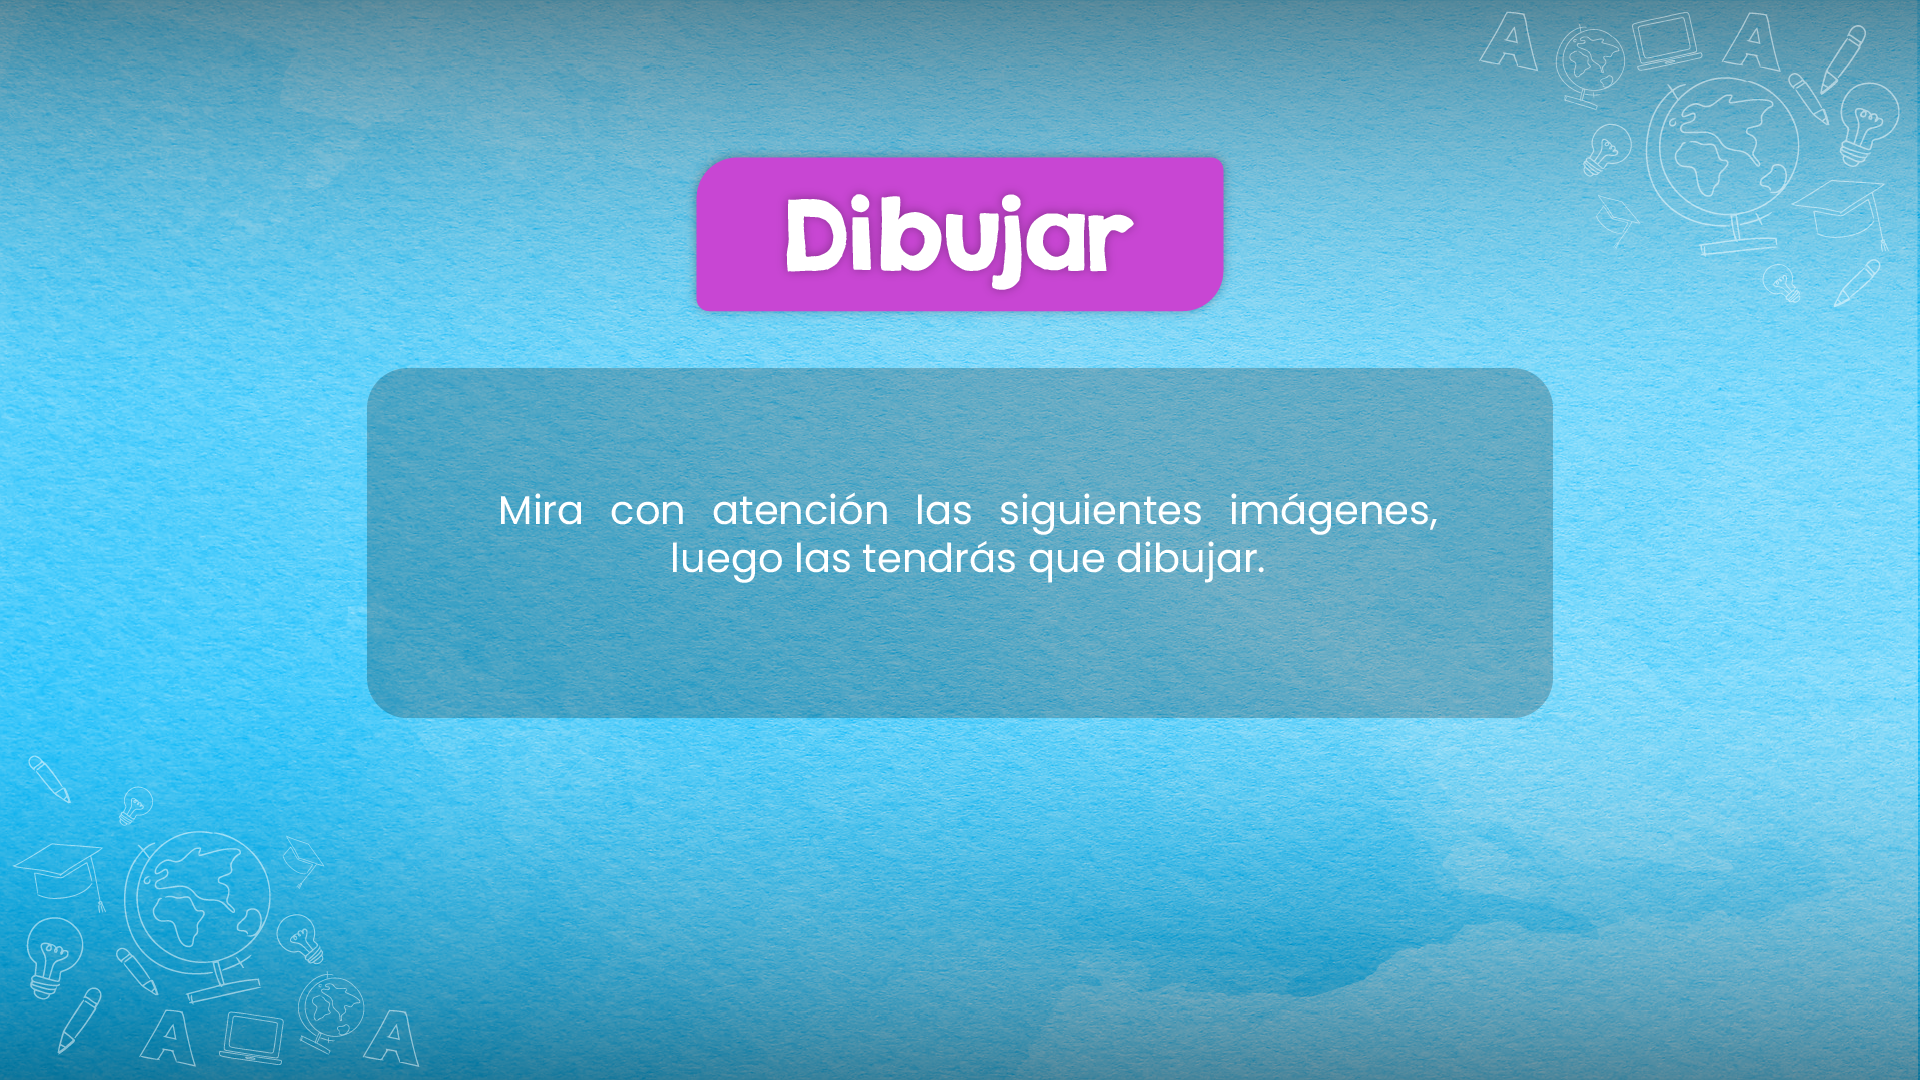 Dibujar
Mira con atención las siguientes imágenes,
luego las tendrás que dibujar.